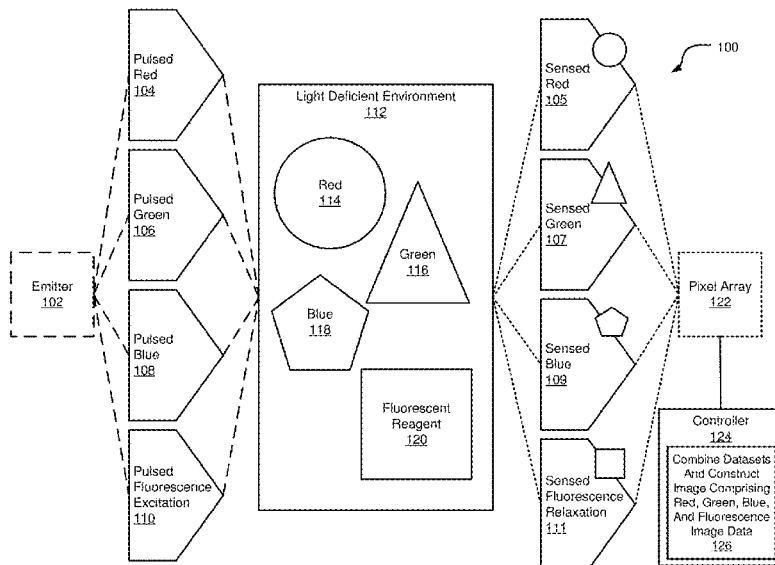 100
Pulsed
Red
104
Pulsed
Green
106
Emitter
102
Pulsed
Blue
108
Pulsed
Fluorescence
Excitation
110
Light Deficient Environment
112
Red
114
Green
116
Blue
118
Fluorescent
Reagent
120
Sensed
Red
105
Sensed
Green
107
Sensed
Blue
109
Sensed
Fluorescence
Relaxation
111
Pixel Array
122
Controller
124
Combine Datasets
And Construct
Image Comprising
Red, Green, Blue,
And Fluorescence
Image Data
126